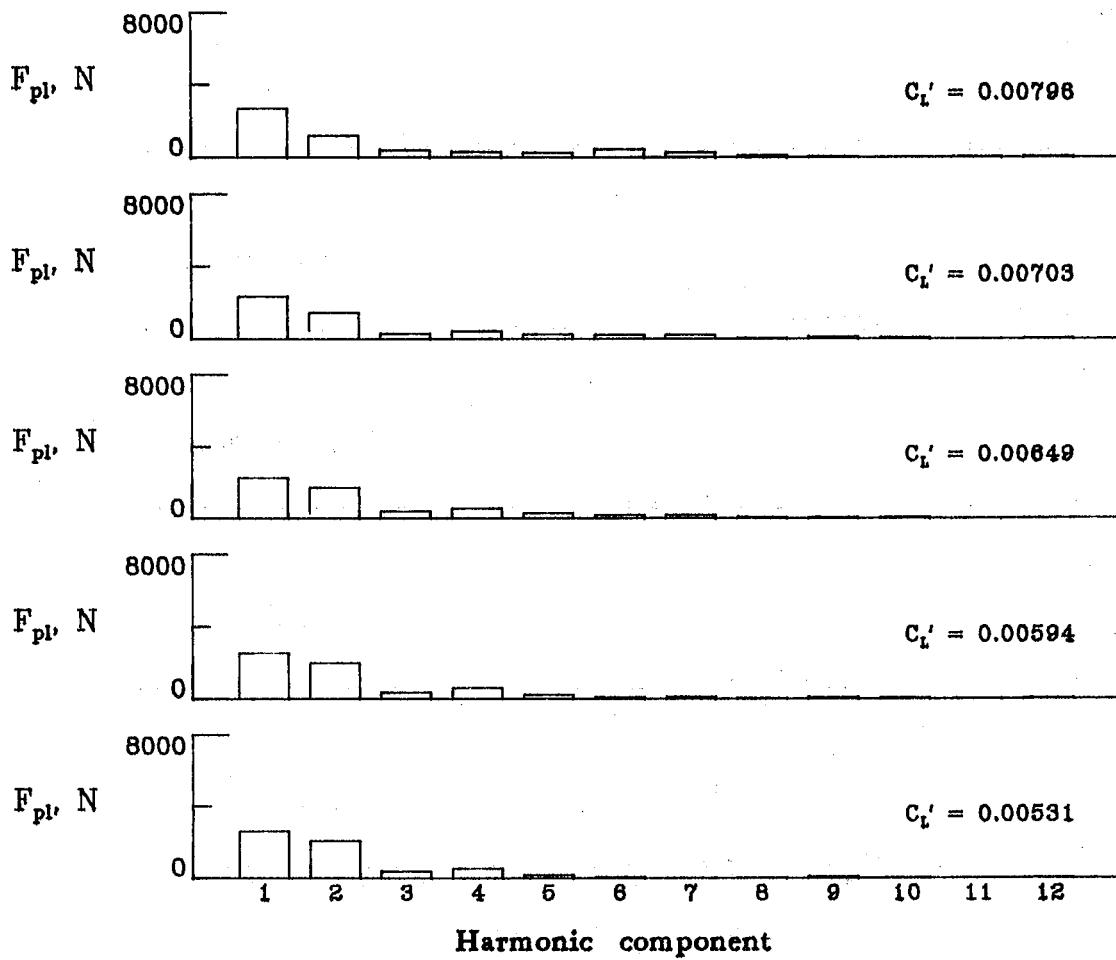 8000
F_pl, N
C_L' = 0.00796
0
8000
F_pl, N
C_L' = 0.00703
0
8000
F_pl, N
C_L' = 0.00649
0
8000
F_pl, N
C_L' = 0.00594
0
8000
F_pl, N
C_L' = 0.00531
0
1 2 3 4 5 6 7 8 9 10 11 12
Harmonic component